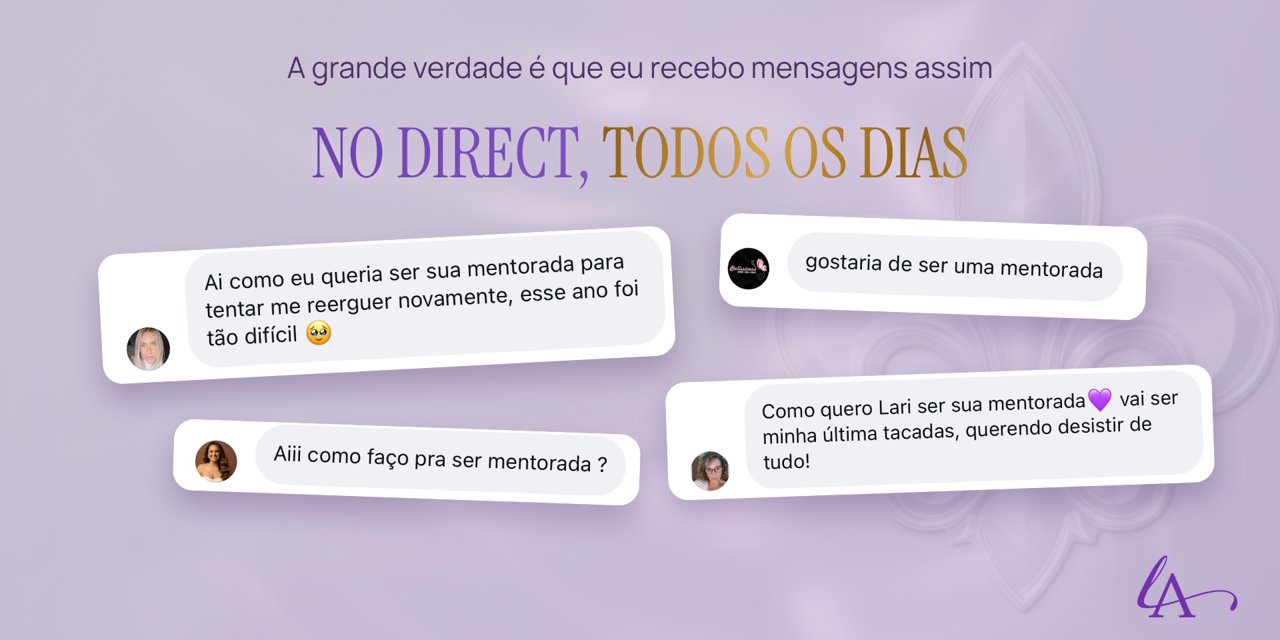 A grande verdade é que eu recebo mensagens assim
NO DIRECT, TODOS OS DIAS
Ai como eu queria ser sua mentorada para
tentar me reerguer novamente, esse ano foi
tão difícil 🥹
gostaria de ser uma mentorada
Aiii como faço pra ser mentorada ?
Como quero Lari ser sua mentorada💜 vai ser
minha última tacadas, querendo desistir de
tudo!
LA